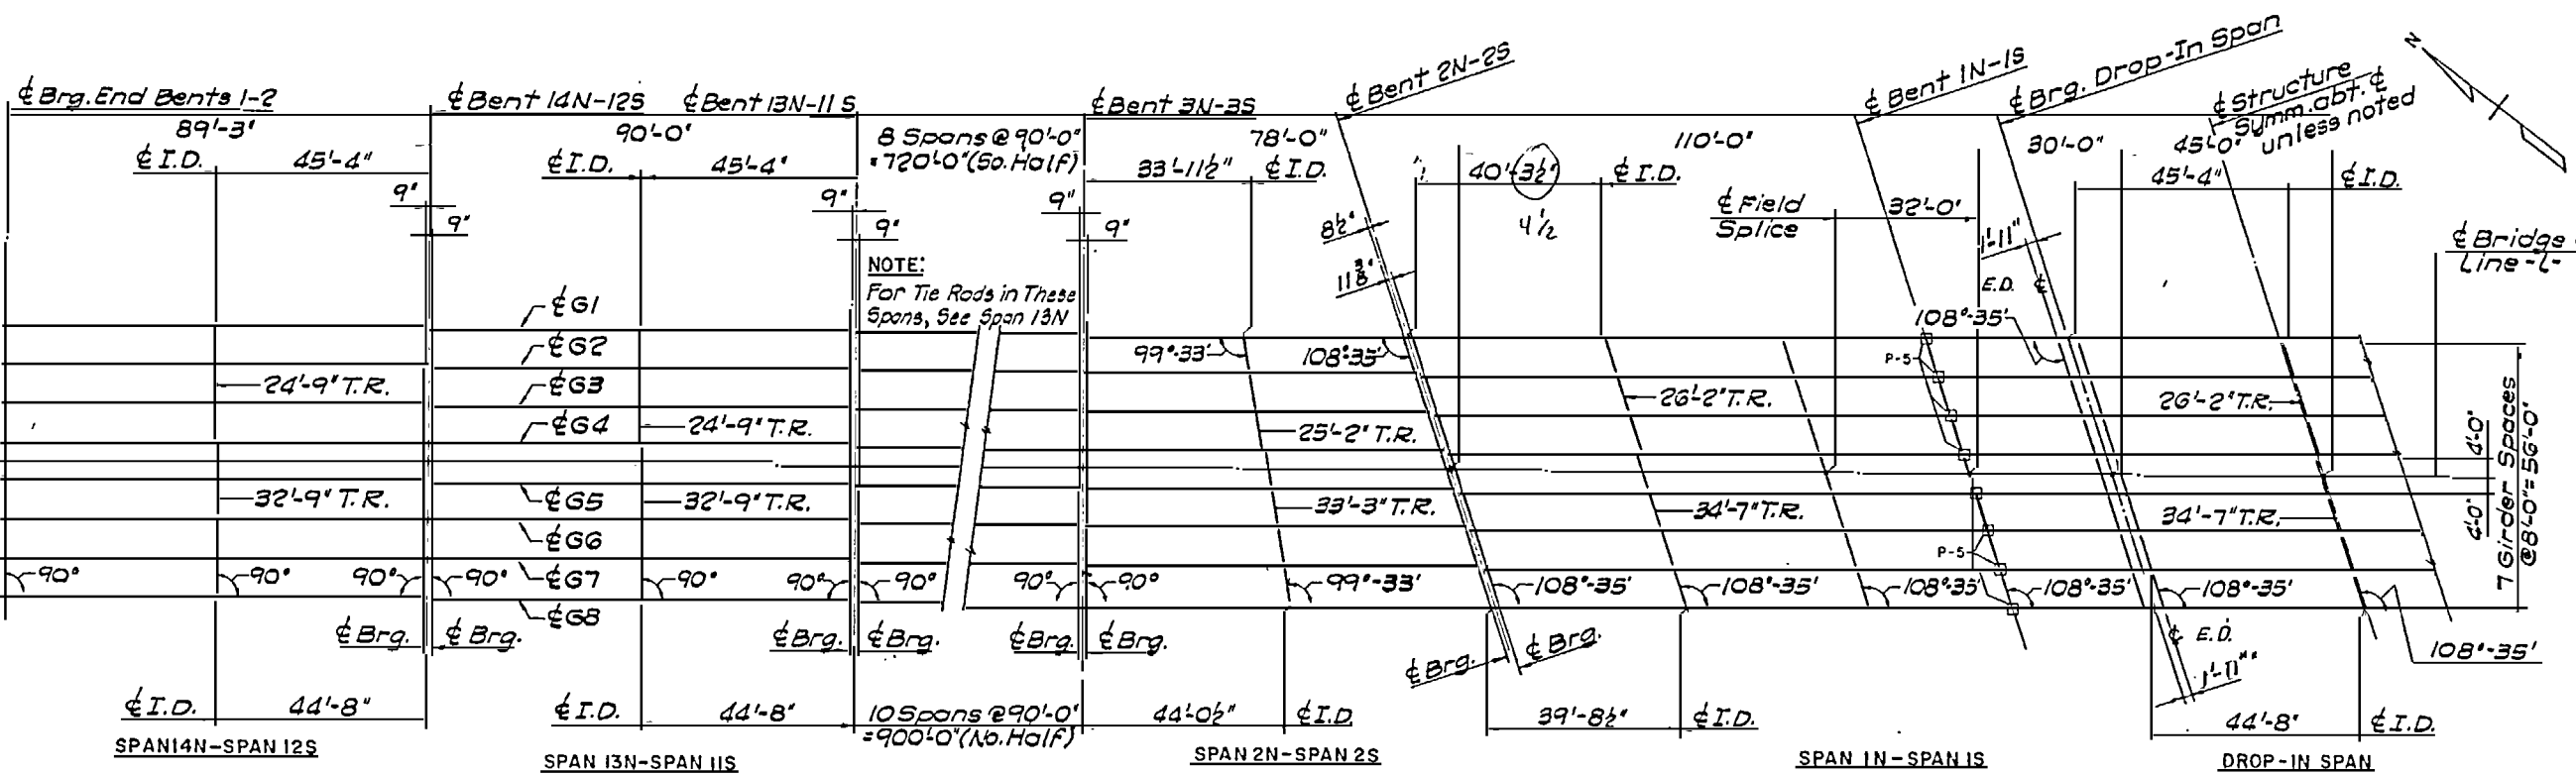 ℄ Brg. End Bents 1-2
℄ Bent 14N-12S
℄ Bent 13N-11S
℄ Bent 3N-3S
℄ Bent 2N-2S
℄ Bent 1N-1S
℄ Brg. Drop-In Span
℄ Structure
Symm. abt. ℄
unless noted
N
89'-3"
90'-0"
8 Spans @ 90'-0"
=720'-0" (So. Half)
78'-0"
110'-0"
30'-0"
45'-0"
℄ I.D.
45'-4"
℄ I.D.
45'-4"
33'-11½"
℄ I.D.
40'-3½"
4½
℄ I.D.
℄ Field
Splice
32'-0"
45'-4"
℄ I.D.
9"
9"
9"
9"
9"
9"
8½"
11⅜"
1'-11"
℄ Bridge
Line -L-
NOTE:
For Tie Rods in These
Spans, See Span 13N
E.D. ℄
108°-35'
℄ G1
℄ G2
℄ G3
℄ G4
℄ G5
℄ G6
℄ G7
℄ G8
99°-33'
108°-35'
P-5
24'-9" T.R.
24'-9" T.R.
25'-2" T.R.
26'-2" T.R.
26'-2" T.R.
4'-0"
4'-0"
7 Girder Spaces
@ 8'-0" = 56'-0"
32'-9" T.R.
32'-9" T.R.
33'-3" T.R.
34'-7" T.R.
34'-7" T.R.
P-5
90°
90°
90°
90°
90°
90°
90°
90°
90°
99°-33'
108°-35'
108°-35'
108°-35'
108°-35'
108°-35'
108°-35'
℄ Brg.
℄ Brg.
℄ Brg.
℄ Brg.
℄ Brg.
℄ Brg.
℄ Brg.
℄ Brg.
℄ E.D.
1'-11"
℄ I.D.
44'-8"
℄ I.D.
44'-8"
10 Spans @ 90'-0"
=900'-0" (No. Half)
44'-0½"
℄ I.D.
39'-8½"
℄ I.D.
44'-8"
℄ I.D.
SPAN 14N-SPAN 12S
SPAN 13N-SPAN 11S
SPAN 2N-SPAN 2S
SPAN 1N-SPAN 1S
DROP-IN SPAN